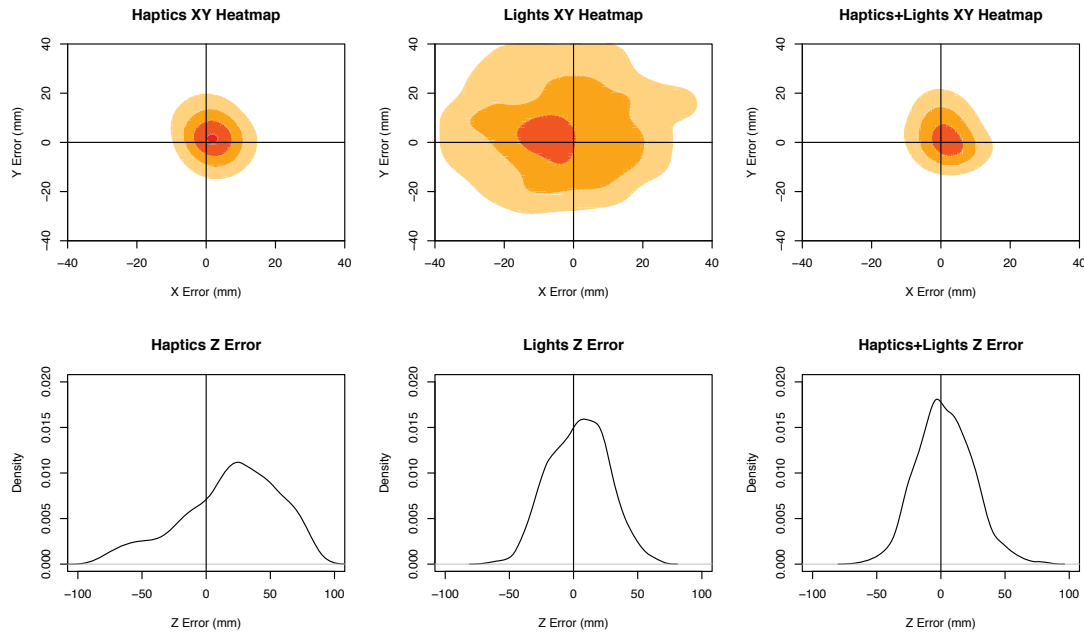 Haptics XY Heatmap
Y Error (mm)
40
20
0
−20
−40
−40 −20 0 20 40
X Error (mm)
Lights XY Heatmap
Y Error (mm)
40
20
0
−20
−40
−40 −20 0 20 40
X Error (mm)
Haptics+Lights XY Heatmap
Y Error (mm)
40
20
0
−20
−40
−40 −20 0 20 40
X Error (mm)
Haptics Z Error
Density
0.020
0.015
0.010
0.005
0.000
−100 −50 0 50 100
Z Error (mm)
Lights Z Error
Density
0.020
0.015
0.010
0.005
0.000
−100 −50 0 50 100
Z Error (mm)
Haptics+Lights Z Error
Density
0.020
0.015
0.010
0.005
0.000
−100 −50 0 50 100
Z Error (mm)